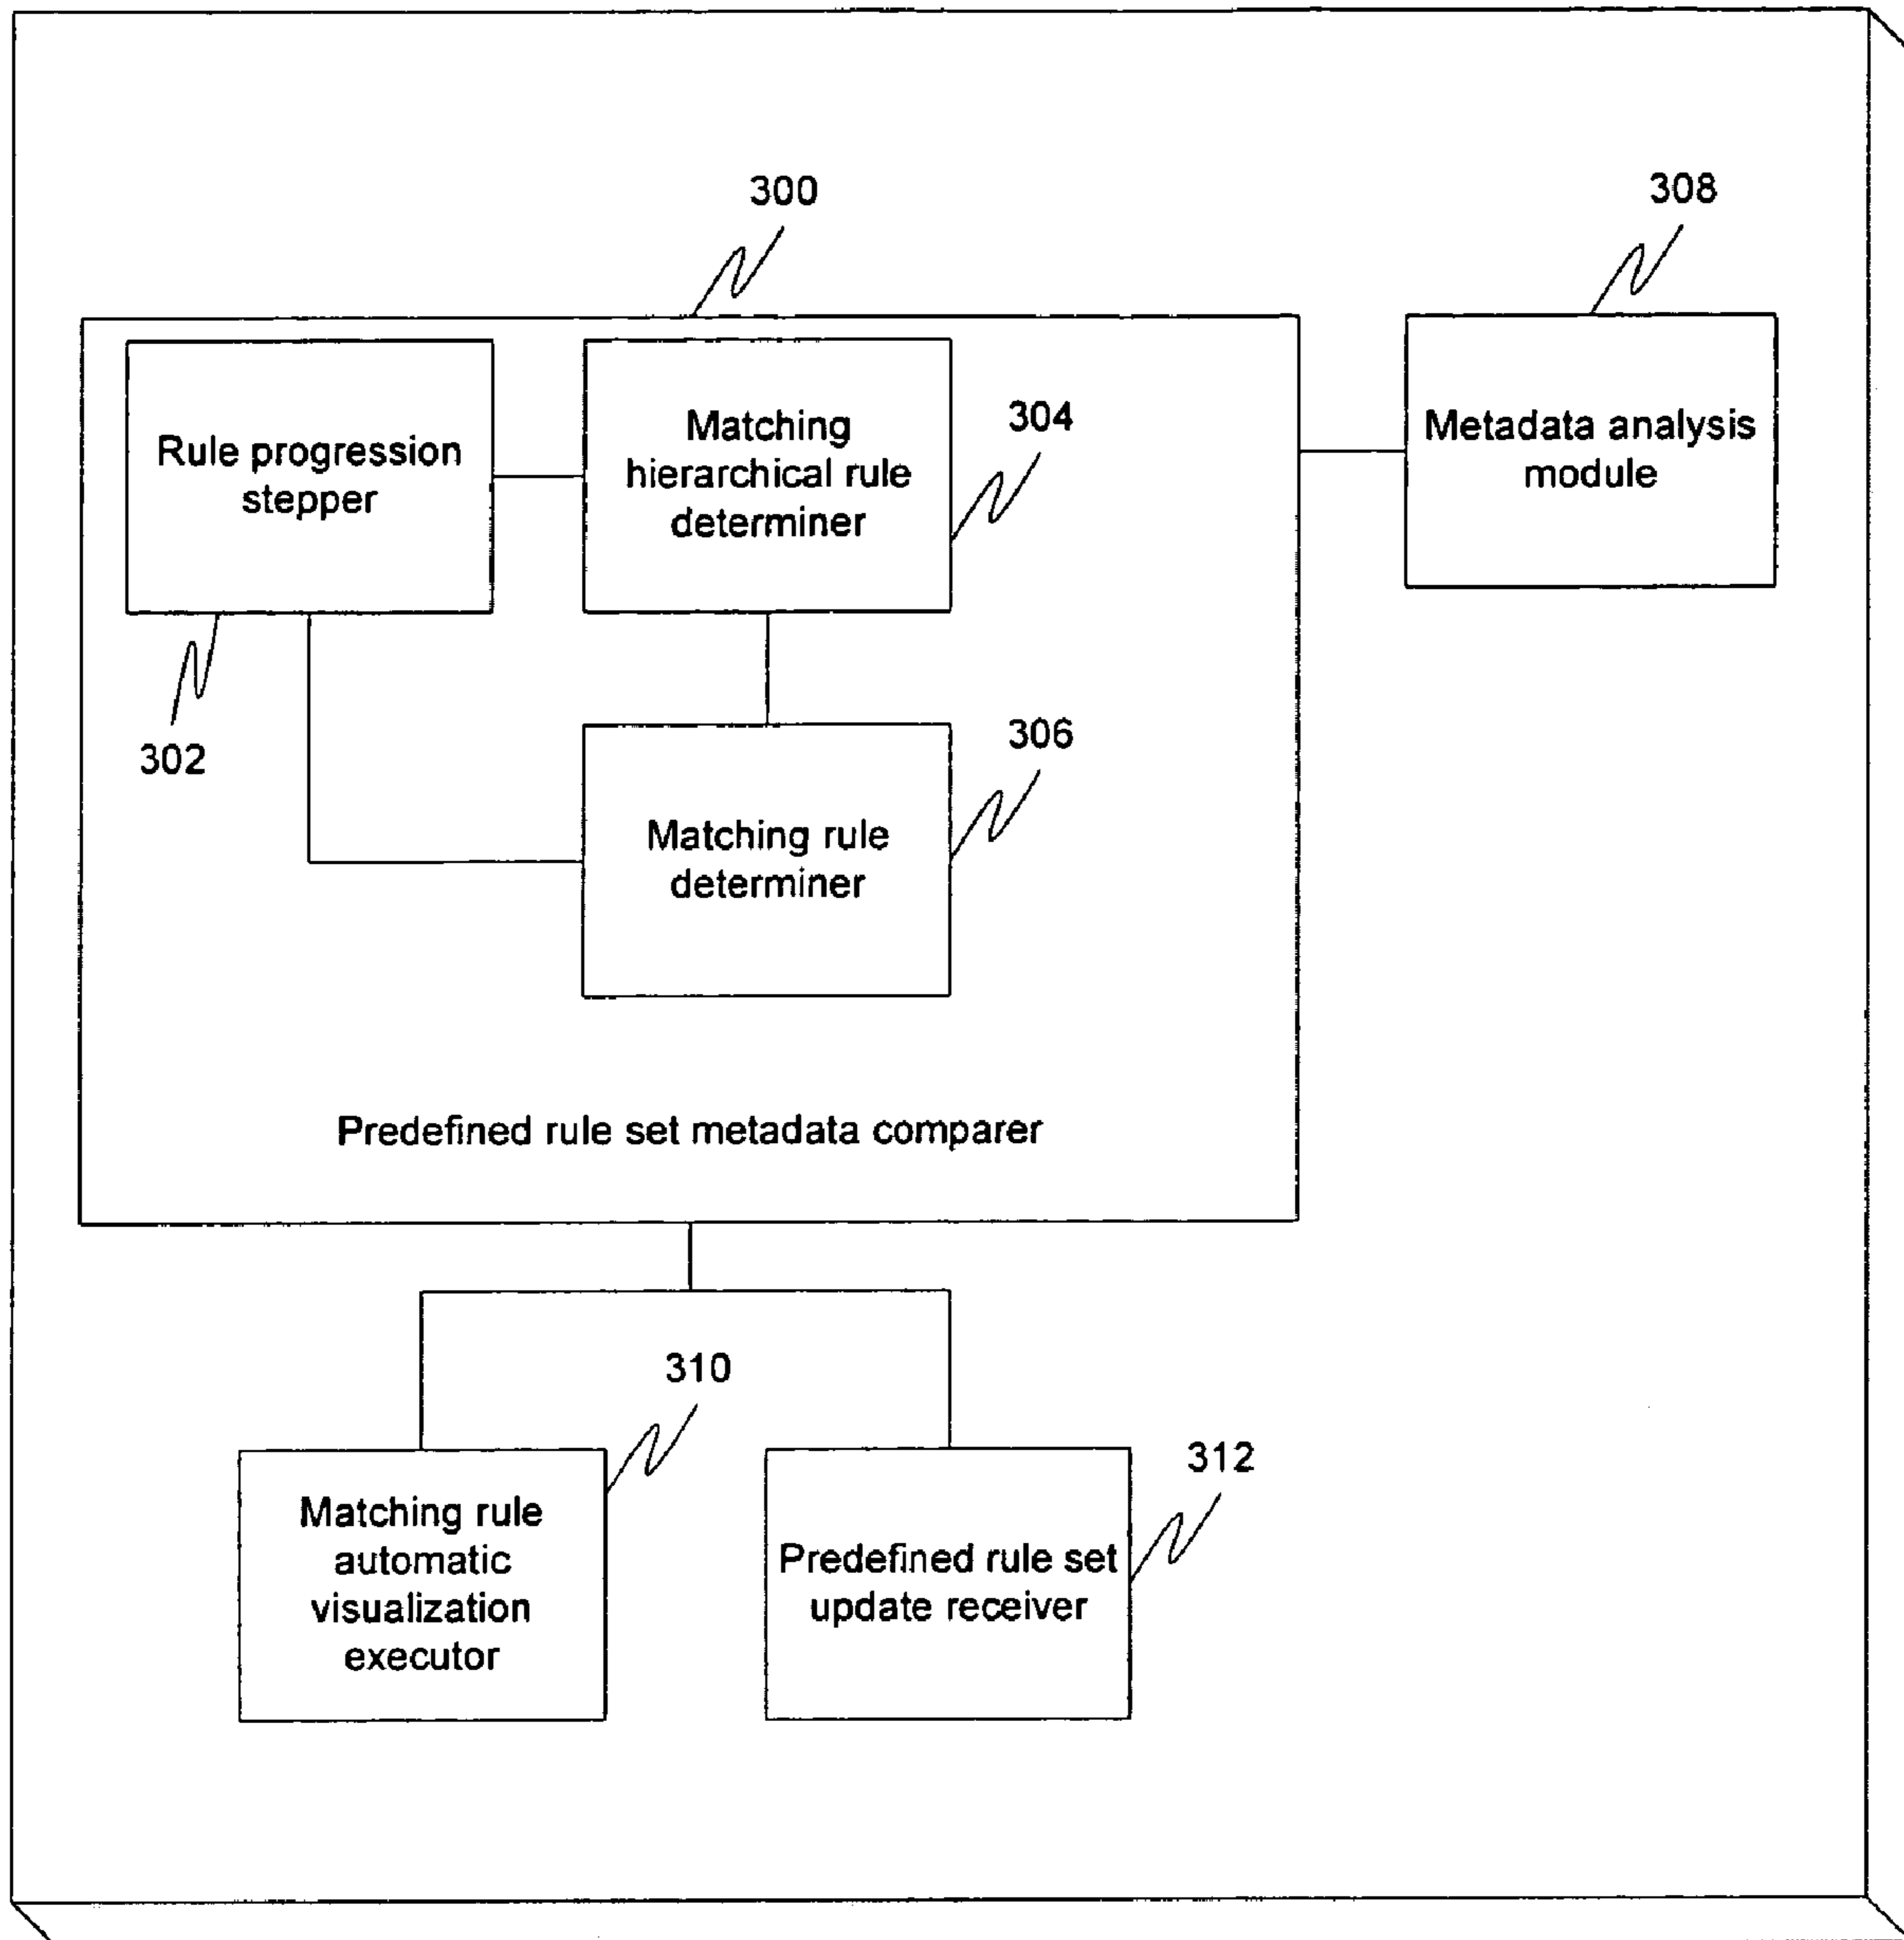 300
308
Rule progression
stepper
Matching
hierarchical rule
determiner
304
Metadata analysis
module
302
306
Matching rule
determiner
Predefined rule set metadata comparer
310
312
Matching rule
automatic
visualization
executor
Predefined rule set
update receiver